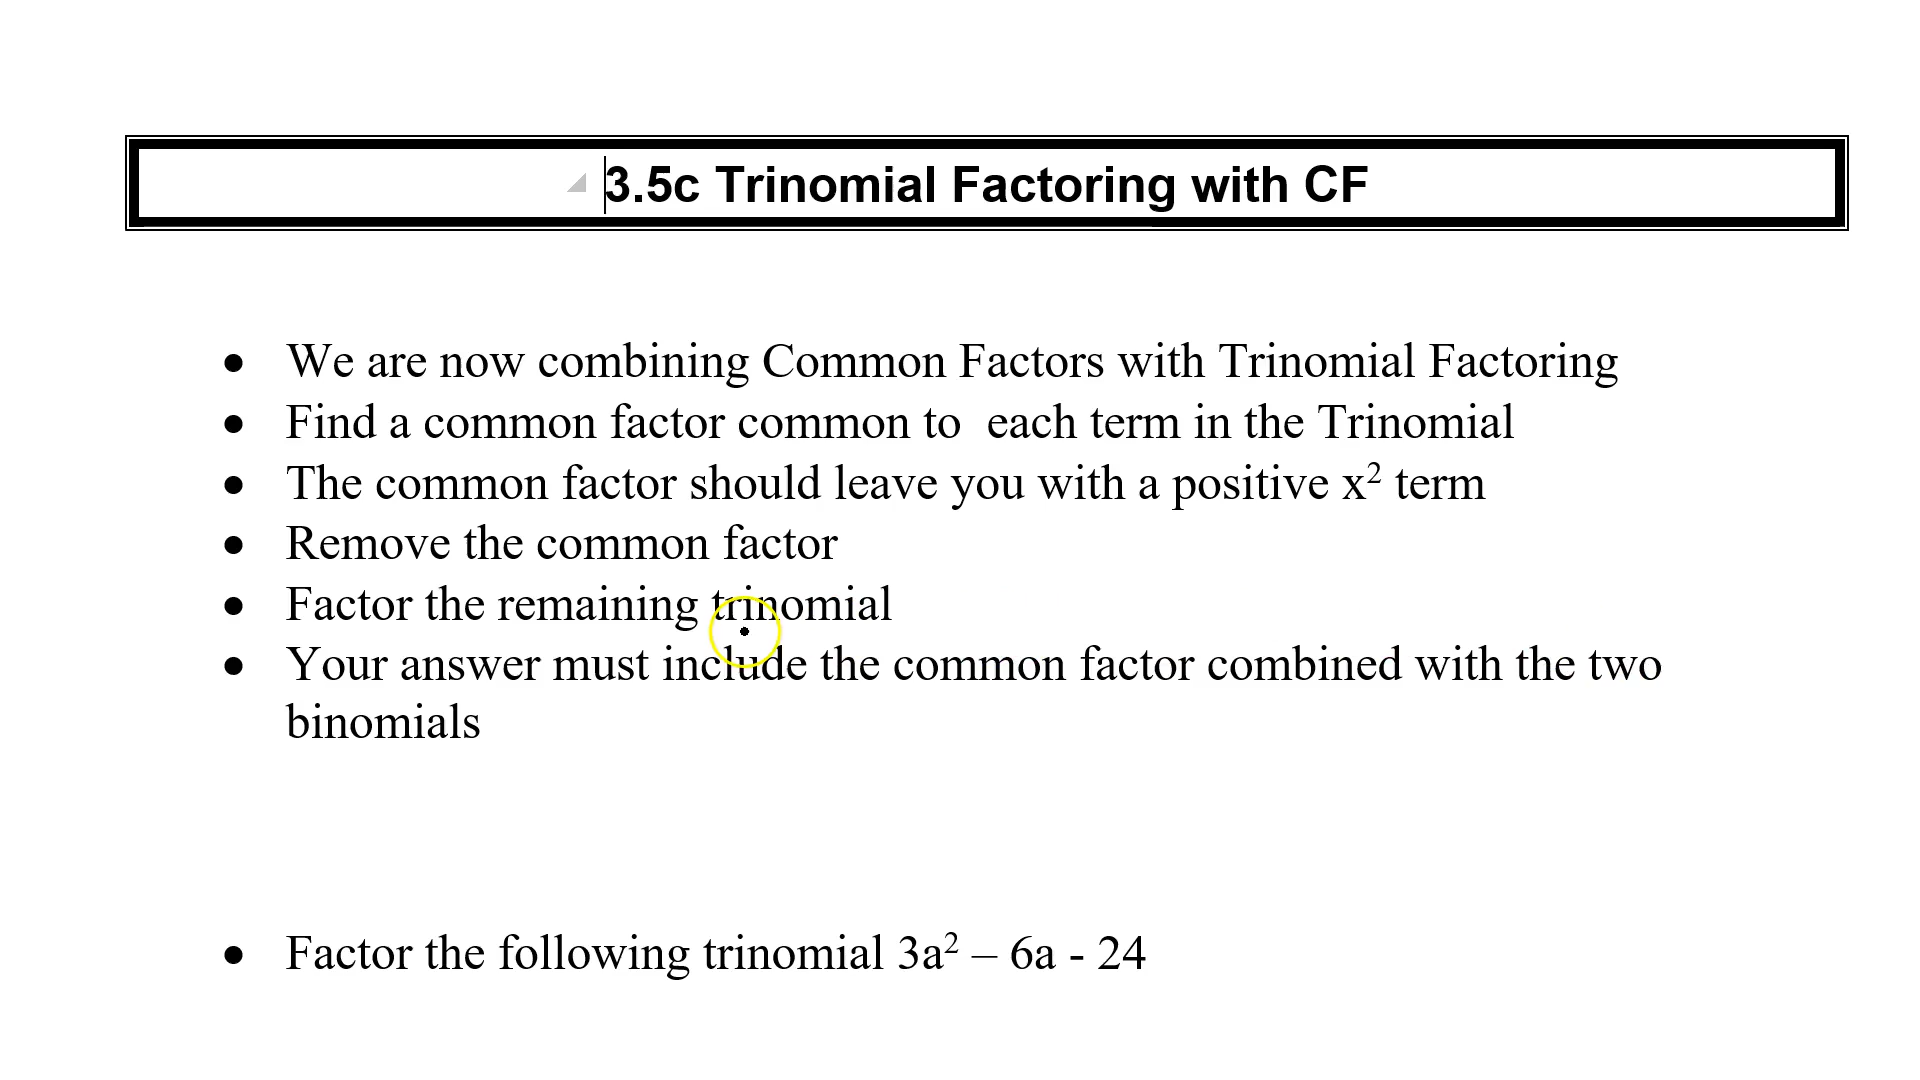 3.5c Trinomial Factoring with CF
• We are now combining Common Factors with Trinomial Factoring
• Find a common factor common to  each term in the Trinomial
• The common factor should leave you with a positive x² term
• Remove the common factor
• Factor the remaining trinomial
• Your answer must include the common factor combined with the two
binomials
• Factor the following trinomial 3a² – 6a - 24